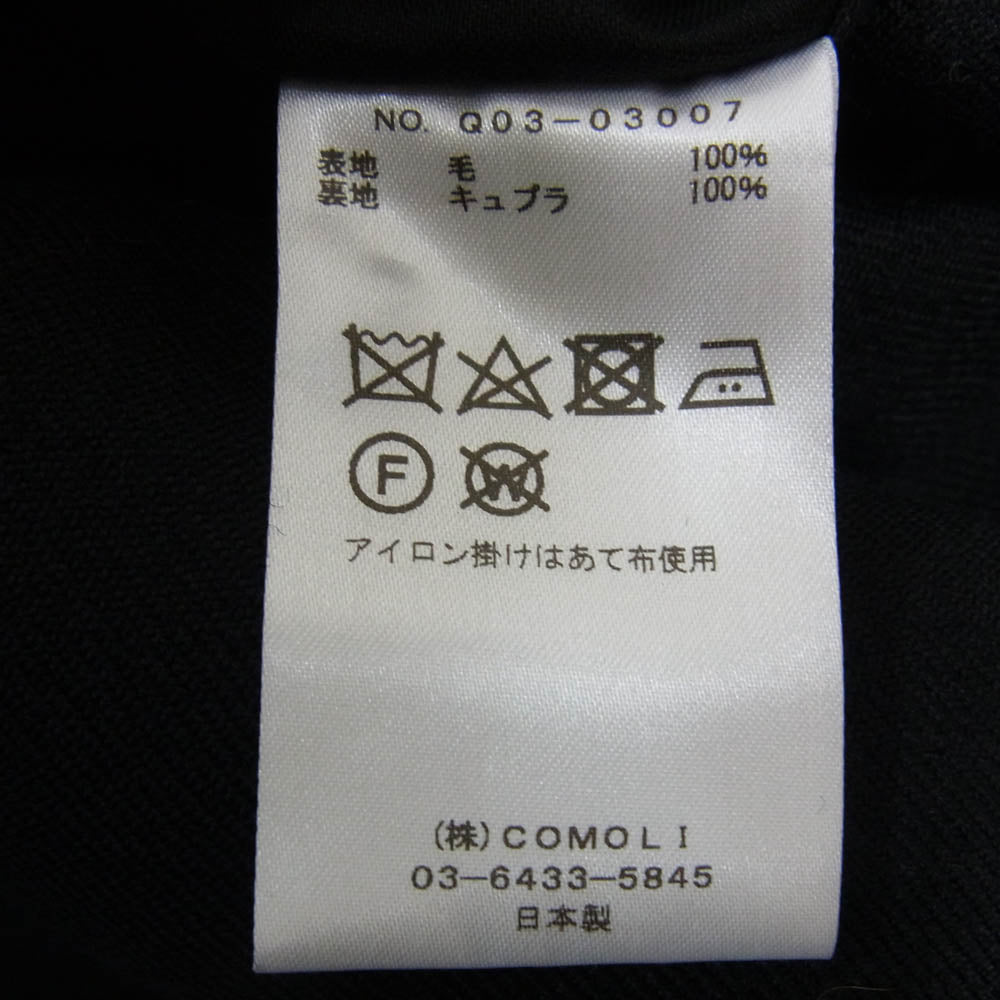 NO. Q03-03007
表地 毛 100%
裏地 キュプラ 100%
F W
アイロン掛けはあて布使用
(株)COMOLI
03-6433-5845
日本製